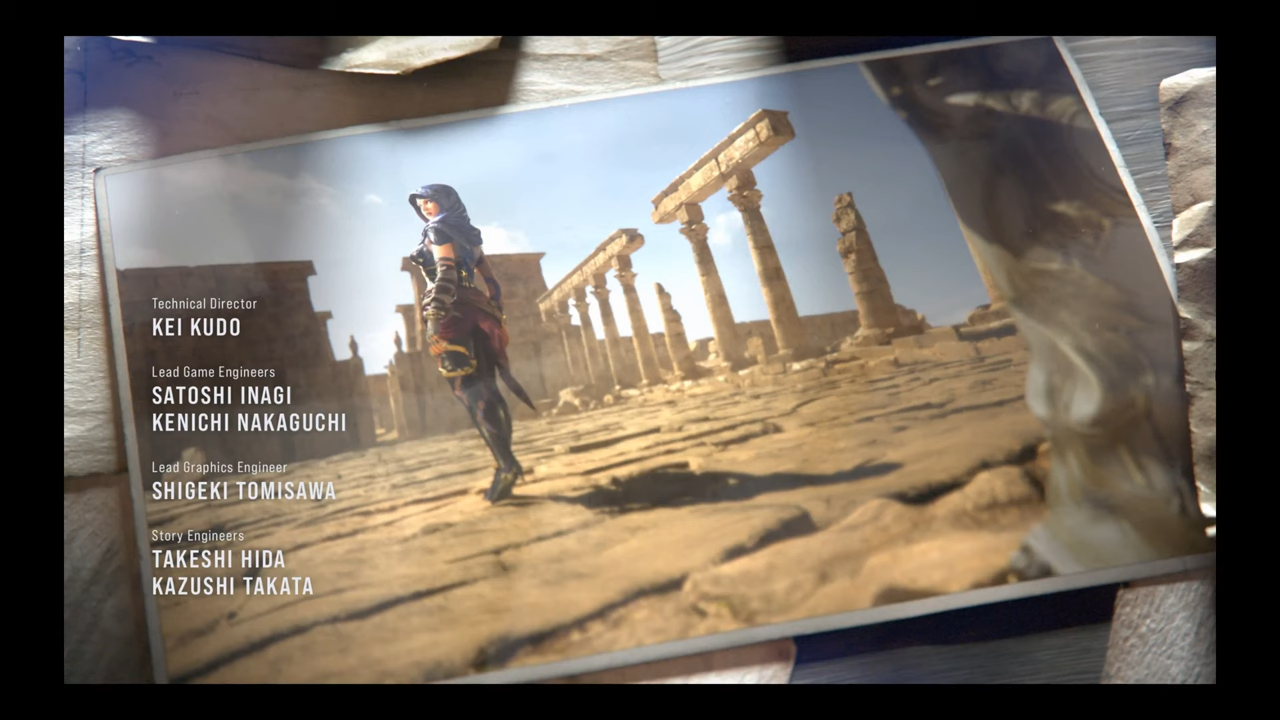 Technical Director
KEI KUDO
Lead Game Engineers
SATOSHI INAGI
KENICHI NAKAGUCHI
Lead Graphics Engineer
SHIGEKI TOMISAWA
Story Engineers
TAKESHI HIDA
KAZUSHI TAKATA